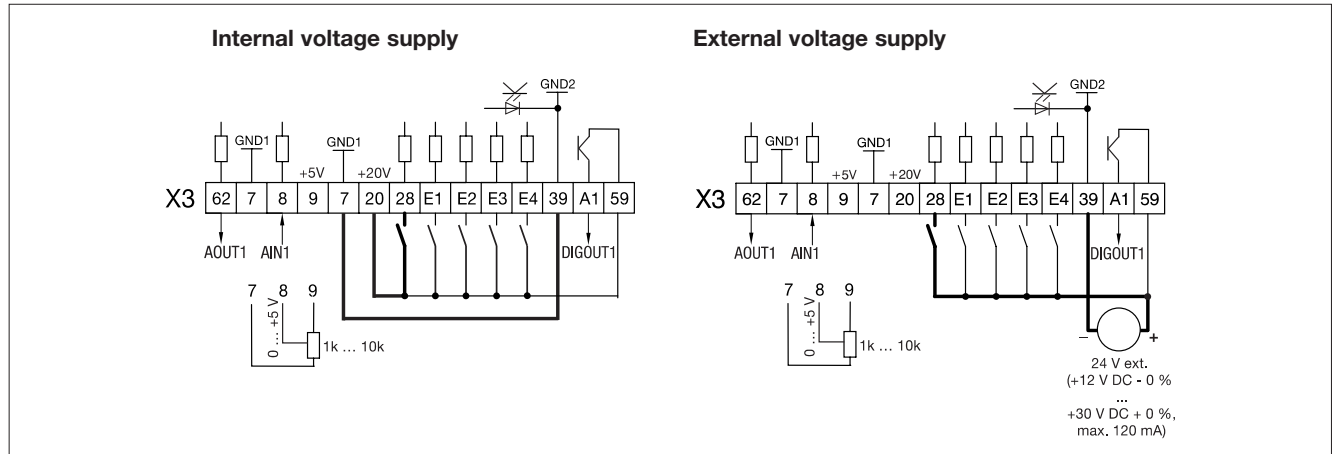 Internal voltage supply
GND2
GND1
GND1
+5V
+20V
X3 62 7 8 9 7 20 28 E1 E2 E3 E4 39 A1 59
AOUT1 AIN1 DIGOUT1
7 8 9
0 ... +5 V
1k ... 10k
External voltage supply
GND2
GND1
GND1
+5V
+20V
X3 62 7 8 9 7 20 28 E1 E2 E3 E4 39 A1 59
AOUT1 AIN1 DIGOUT1
7 8 9
0 ... +5 V
1k ... 10k
– +
24 V ext.
(+12 V DC - 0 %
...
+30 V DC + 0 %,
max. 120 mA)